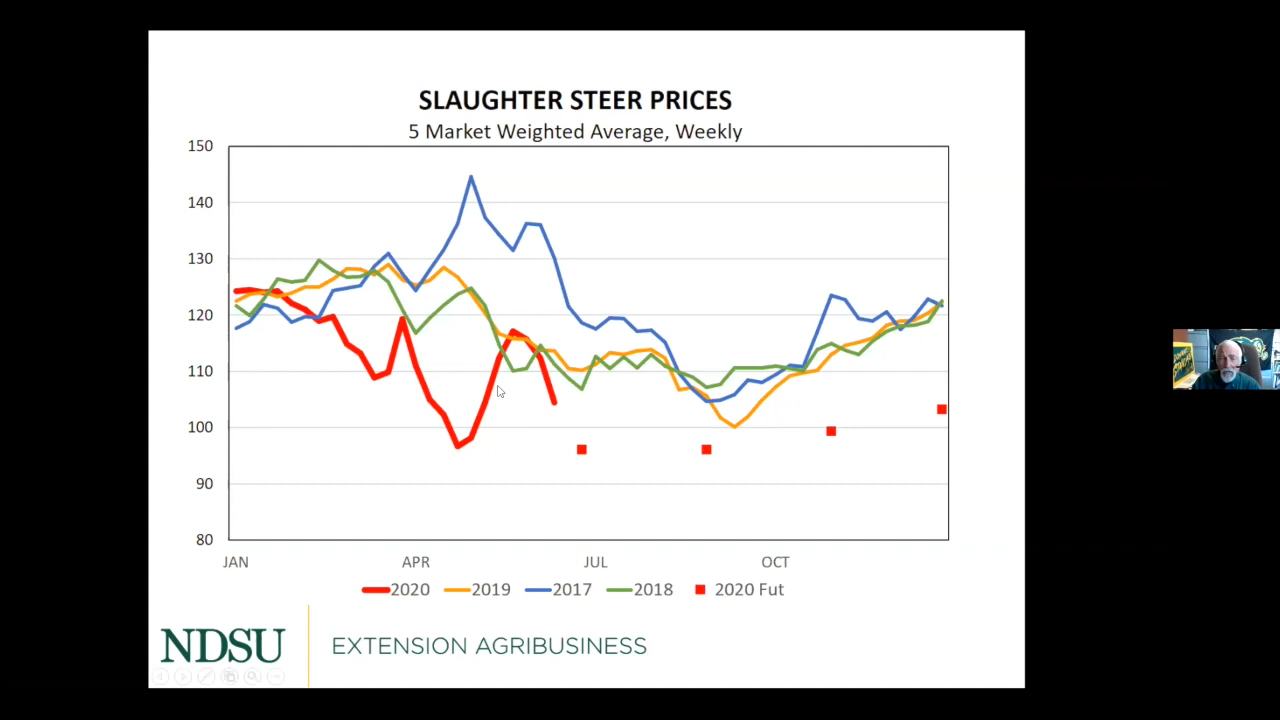 SLAUGHTER STEER PRICES
5 Market Weighted Average, Weekly
150
140
130
120
110
100
90
80
JAN APR JUL OCT
2020 2019 2017 2018 2020 Fut
NDSU EXTENSION AGRIBUSINESS